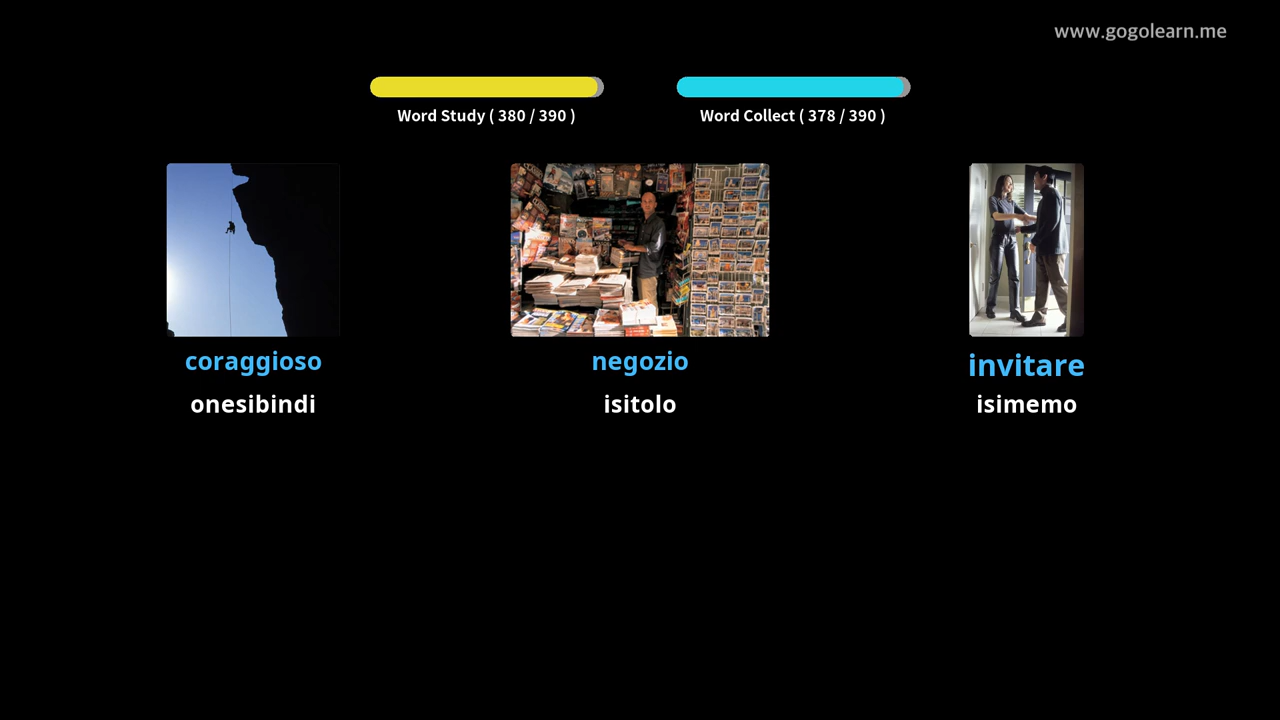 www.gogolearn.me
Word Study ( 380 / 390 )
Word Collect ( 378 / 390 )
coraggioso
negozio
invitare
onesibindi
isitolo
isimemo